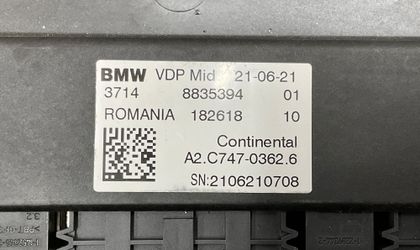 BMW VDP Mid 21-06-21
3714 8835394 01
ROMANIA 182618 10
Continental
A2.C747-0362.6
SN:2106210708